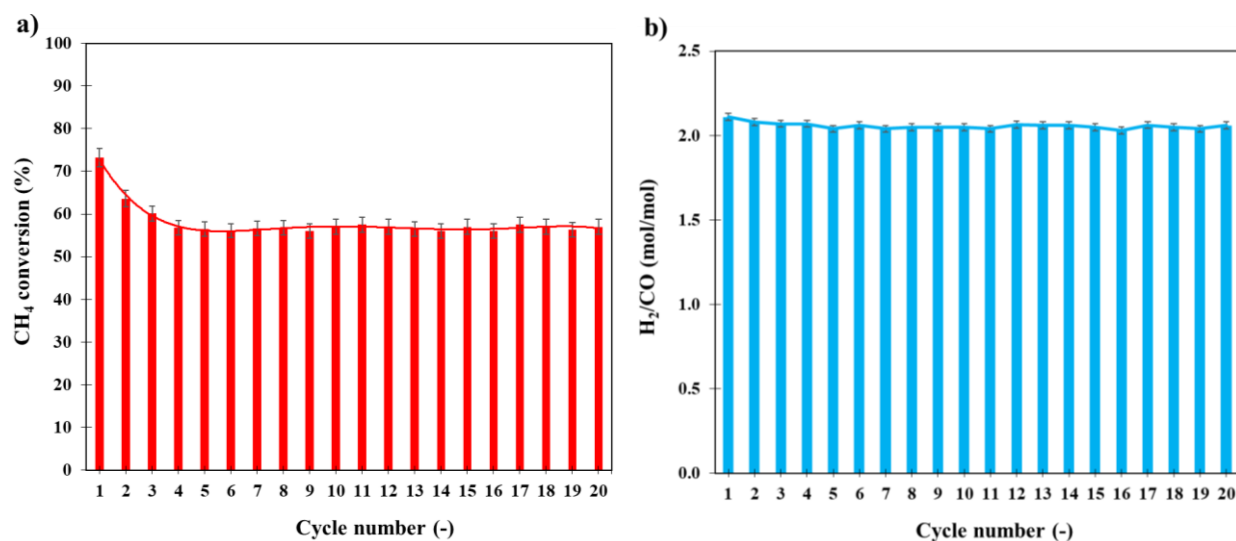 a)
CH₄ conversion (%)
100
90
80
70
60
50
40
30
20
10
0
1 2 3 4 5 6 7 8 9 10 11 12 13 14 15 16 17 18 19 20
Cycle number (-)
b)
H₂/CO (mol/mol)
2.5
2.0
1.5
1.0
0.5
0.0
1 2 3 4 5 6 7 8 9 10 11 12 13 14 15 16 17 18 19 20
Cycle number (-)